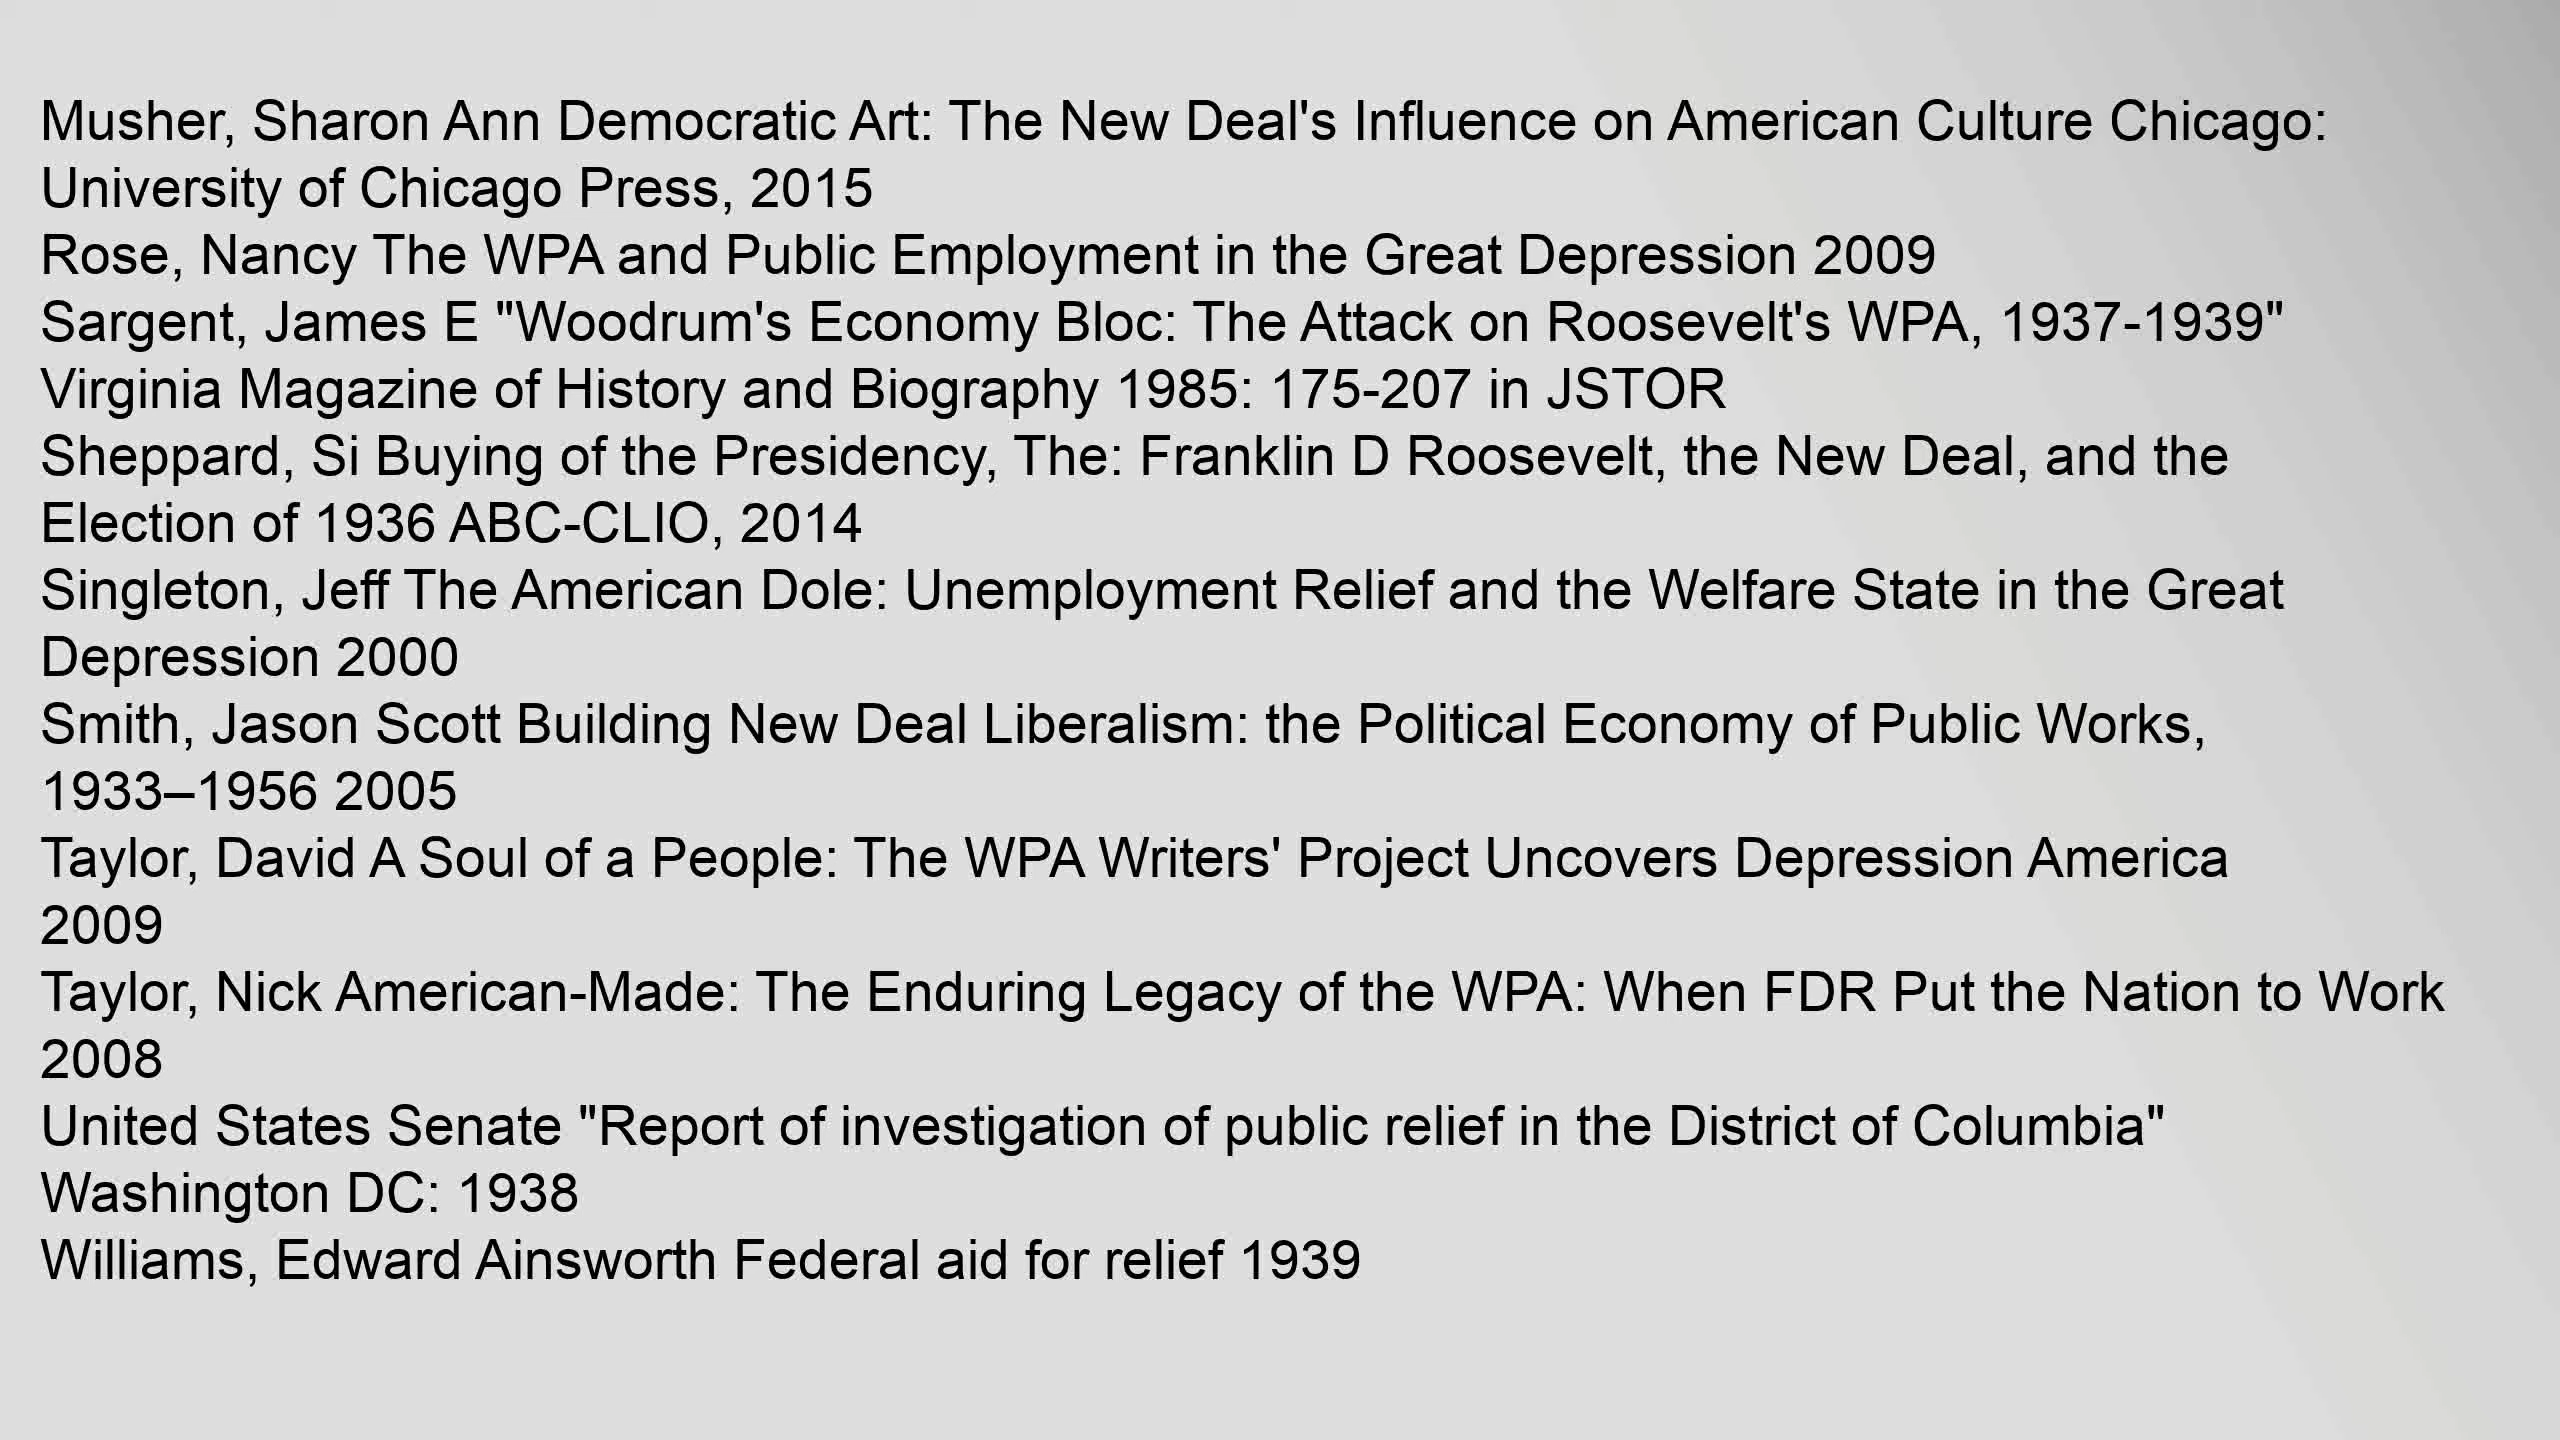 Musher, Sharon Ann Democratic Art: The New Deal's Influence on American Culture Chicago:
University of Chicago Press, 2015
Rose, Nancy The WPA and Public Employment in the Great Depression 2009
Sargent, James E "Woodrum's Economy Bloc: The Attack on Roosevelt's WPA, 1937-1939"
Virginia Magazine of History and Biography 1985: 175-207 in JSTOR
Sheppard, Si Buying of the Presidency, The: Franklin D Roosevelt, the New Deal, and the
Election of 1936 ABC-CLIO, 2014
Singleton, Jeff The American Dole: Unemployment Relief and the Welfare State in the Great
Depression 2000
Smith, Jason Scott Building New Deal Liberalism: the Political Economy of Public Works,
1933–1956 2005
Taylor, David A Soul of a People: The WPA Writers' Project Uncovers Depression America
2009
Taylor, Nick American-Made: The Enduring Legacy of the WPA: When FDR Put the Nation to Work
2008
United States Senate "Report of investigation of public relief in the District of Columbia"
Washington DC: 1938
Williams, Edward Ainsworth Federal aid for relief 1939